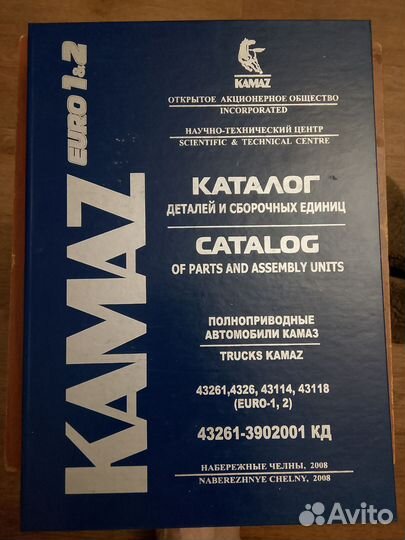 KAMAZ EURO 1&2
KAMAZ
ОТКРЫТОЕ АКЦИОНЕРНОЕ ОБЩЕСТВО
INCORPORATED
НАУЧНО-ТЕХНИЧЕСКИЙ ЦЕНТР
SCIENTIFIC & TECHNICAL CENTRE
КАТАЛОГ
ДЕТАЛЕЙ И СБОРОЧНЫХ ЕДИНИЦ
CATALOG
OF PARTS AND ASSEMBLY UNITS
ПОЛНОПРИВОДНЫЕ
АВТОМОБИЛИ КАМАЗ
TRUCKS KAMAZ
43261,4326, 43114, 43118
(EURO-1, 2)
43261-3902001 КД
НАБЕРЕЖНЫЕ ЧЕЛНЫ, 2008
NABEREZHNYE CHELNY, 2008
Avito